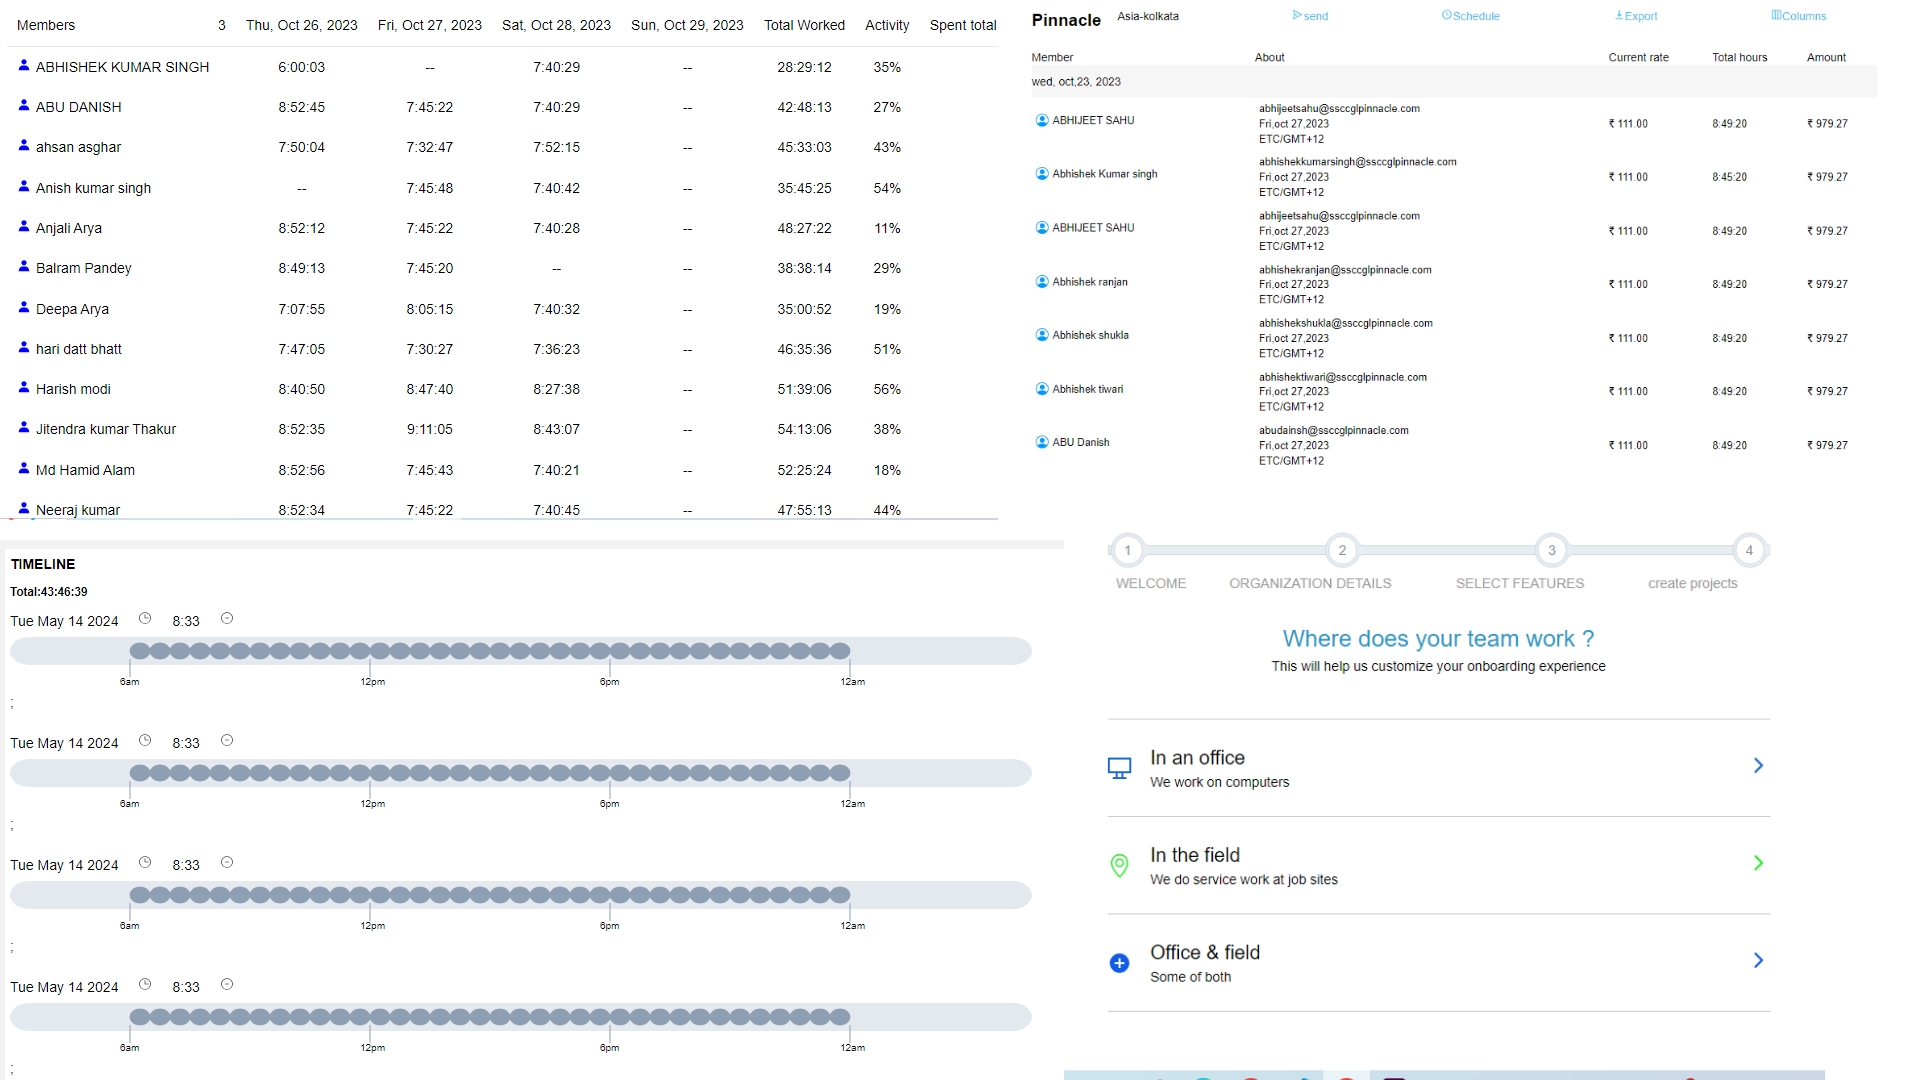 Members 3 Thu, Oct 26, 2023 Fri, Oct 27, 2023 Sat, Oct 28, 2023 Sun, Oct 29, 2023 Total Worked Activity Spent total
ABHISHEK KUMAR SINGH 6:00:03 -- 7:40:29 -- 28:29:12 35%
ABU DANISH 8:52:45 7:45:22 7:40:29 -- 42:48:13 27%
ahsan asghar 7:50:04 7:32:47 7:52:15 -- 45:33:03 43%
Anish kumar singh -- 7:45:48 7:40:42 -- 35:45:25 54%
Anjali Arya 8:52:12 7:45:22 7:40:28 -- 48:27:22 11%
Balram Pandey 8:49:13 7:45:20 -- -- 38:38:14 29%
Deepa Arya 7:07:55 8:05:15 7:40:32 -- 35:00:52 19%
hari datt bhatt 7:47:05 7:30:27 7:36:23 -- 46:35:36 51%
Harish modi 8:40:50 8:47:40 8:27:38 -- 51:39:06 56%
Jitendra kumar Thakur 8:52:35 9:11:05 8:43:07 -- 54:13:06 38%
Md Hamid Alam 8:52:56 7:45:43 7:40:21 -- 52:25:24 18%
Neeraj kumar 8:52:34 7:45:22 7:40:45 -- 47:55:13 44%
Pinnacle Asia-kolkata send Schedule Export Columns
Member About Current rate Total hours Amount
wed, oct,23, 2023
abhijeetsahu@ssccglpinnacle.com
ABHIJEET SAHU Fri,oct 27,2023 ₹ 111.00 8:49:20 ₹ 979.27
ETC/GMT+12
abhishekkumarsingh@ssccglpinnacle.com
Abhishek Kumar singh Fri,oct 27,2023 ₹ 111.00 8:45:20 ₹ 979.27
ETC/GMT+12
abhijeetsahu@ssccglpinnacle.com
ABHIJEET SAHU Fri,oct 27,2023 ₹ 111.00 8:49:20 ₹ 979.27
ETC/GMT+12
abhishekranjan@ssccglpinnacle.com
Abhishek ranjan Fri,oct 27,2023 ₹ 111.00 8:49:20 ₹ 979.27
ETC/GMT+12
abhishekshukla@ssccglpinnacle.com
Abhishek shukla Fri,oct 27,2023 ₹ 111.00 8:49:20 ₹ 979.27
ETC/GMT+12
abhishektiwari@ssccglpinnacle.com
Abhishek tiwari Fri,oct 27,2023 ₹ 111.00 8:49:20 ₹ 979.27
ETC/GMT+12
abudainsh@ssccglpinnacle.com
ABU Danish Fri,oct 27,2023 ₹ 111.00 8:49:20 ₹ 979.27
ETC/GMT+12
TIMELINE
Total:43:46:39
Tue May 14 2024 8:33
6am 12pm 6pm 12am
;
Tue May 14 2024 8:33
6am 12pm 6pm 12am
;
Tue May 14 2024 8:33
6am 12pm 6pm 12am
;
Tue May 14 2024 8:33
6am 12pm 6pm 12am
;
1 2 3 4
WELCOME ORGANIZATION DETAILS SELECT FEATURES create projects
Where does your team work ?
This will help us customize your onboarding experience
In an office
We work on computers
In the field
We do service work at job sites
Office & field
Some of both